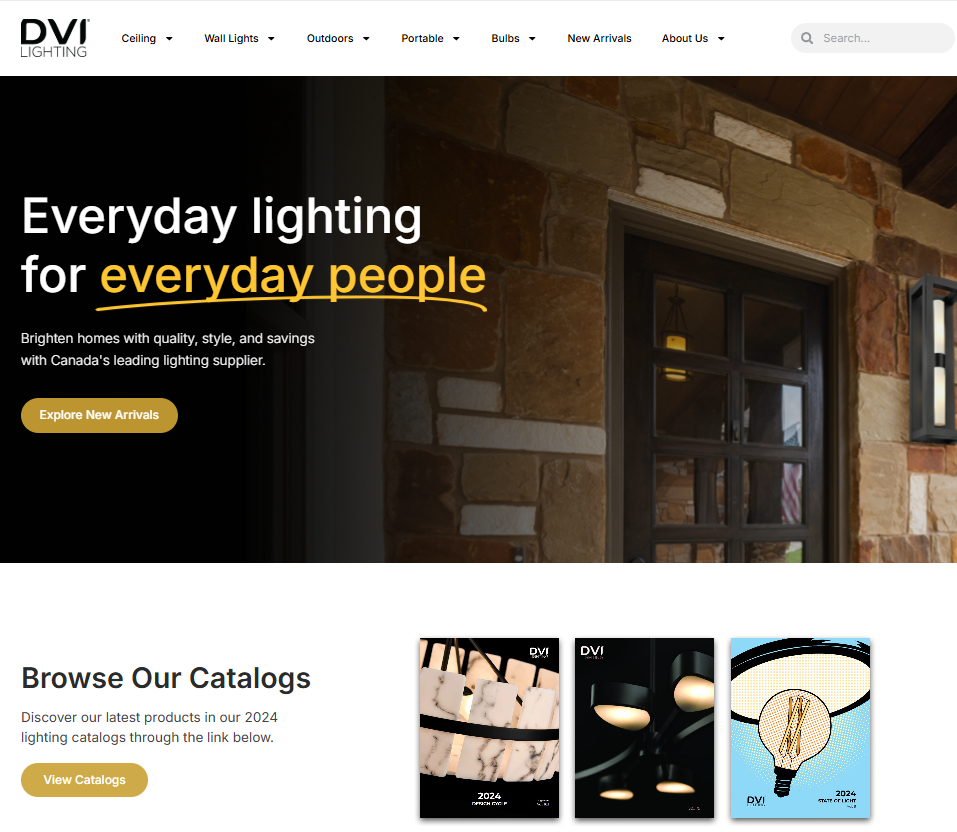 DVI
LIGHTING
Ceiling
Wall Lights
Outdoors
Portable
Bulbs
New Arrivals
About Us
Search...
Everyday lighting
for everyday people
Brighten homes with quality, style, and savings
with Canada's leading lighting supplier.
Explore New Arrivals
Browse Our Catalogs
Discover our latest products in our 2024
lighting catalogs through the link below.
View Catalogs
DVI
2024
DESIGN CYCLE
DVI
DVI
2024
STATE OF LIGHT